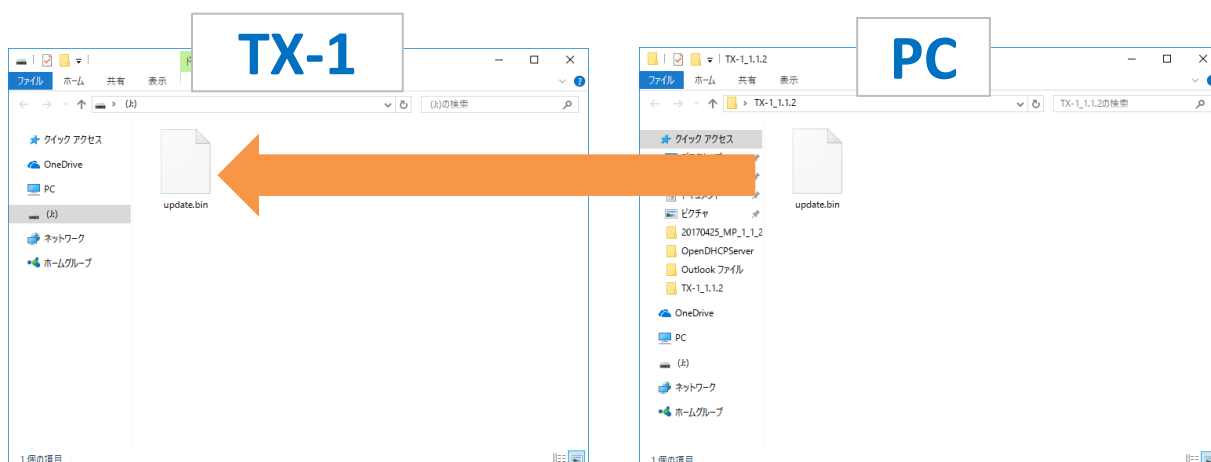 TX-1
ファイル ホーム 共有 表示
(J:)
(J:)の検索
クイック アクセス
OneDrive
PC
(J:)
ネットワーク
ホームグループ
update.bin
1 個の項目
PC
TX-1_1.1.2
ファイル ホーム 共有 表示
TX-1_1.1.2
TX-1_1.1.2の検索
クイック アクセス
ピクチャ
20170425_MP_1_1_2
OpenDHCPServer
Outlook ファイル
TX-1_1.1.2
OneDrive
PC
(J:)
ネットワーク
ホームグループ
update.bin
1 個の項目